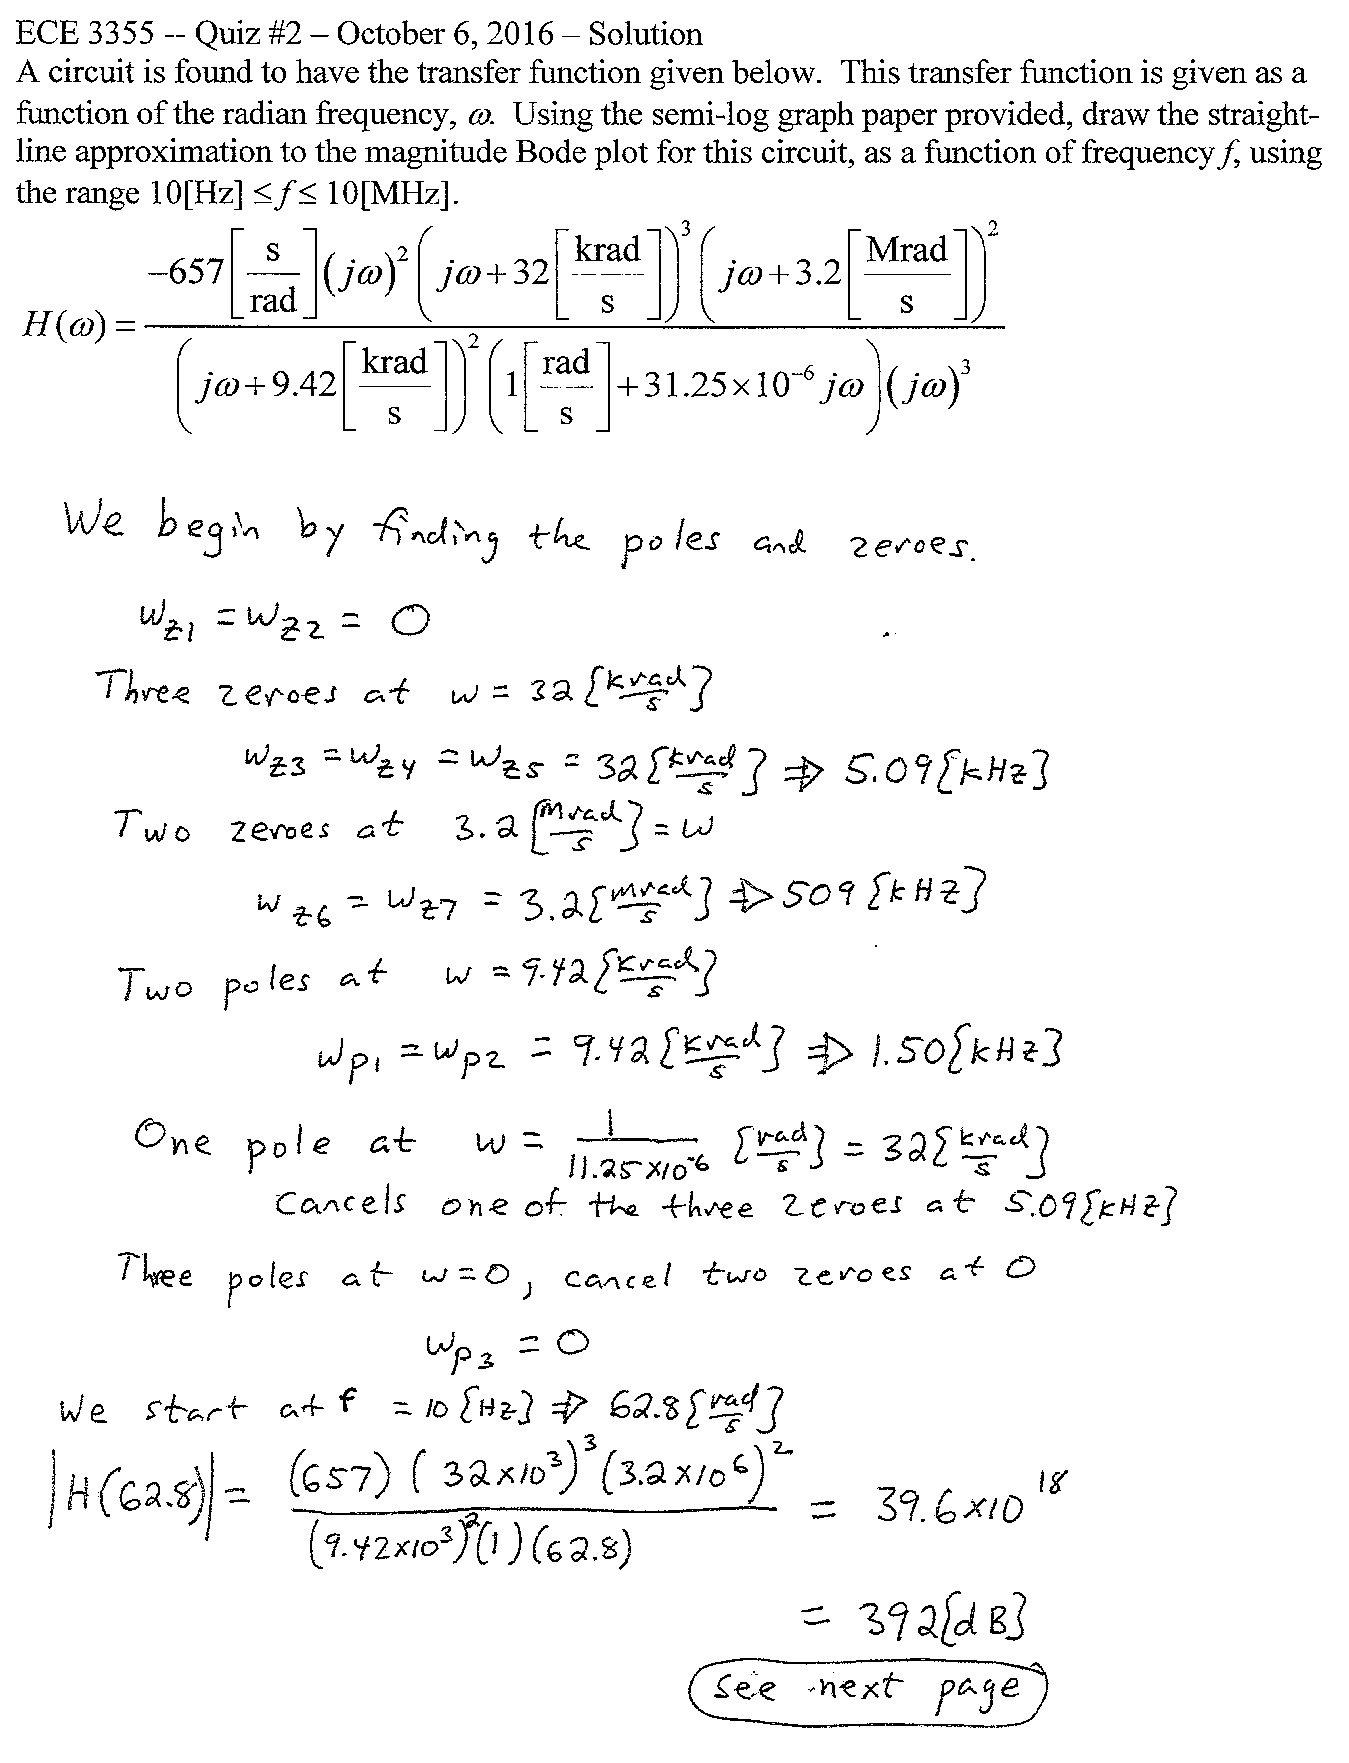 ECE 3355 -- Quiz #2 – October 6, 2016 – Solution
A circuit is found to have the transfer function given below. This transfer function is given as a
function of the radian frequency, ω. Using the semi-log graph paper provided, draw the straight-
line approximation to the magnitude Bode plot for this circuit, as a function of frequency f, using
the range 10[Hz] ≤ f ≤ 10[MHz].
H(ω) = −657[s/rad](jω)²(jω+32[krad/s])³(jω+3.2[Mrad/s])² / (jω+9.42[krad/s])²(1[rad/s]+31.25×10⁻⁶ jω)(jω)³
We begin by finding the poles and zeroes.
ωz1 = ωz2 = 0
Three zeroes at ω = 32[krad/s]
ωz3 = ωz4 = ωz5 = 32[krad/s] ⇒ 5.09[kHz]
Two zeroes at 3.2[Mrad/s] = ω
ωz6 = ωz7 = 3.2[Mrad/s] ⇒ 509[kHz]
Two poles at ω = 9.42[krad/s]
ωp1 = ωp2 = 9.42[krad/s] ⇒ 1.50[kHz]
One pole at ω = 1/11.25×10⁻⁶ [rad/s] = 32[krad/s]
Cancels one of the three zeroes at 5.09[kHz]
Three poles at ω=0, cancel two zeroes at 0
ωp3 = 0
We start at f = 10[Hz] ⇒ 62.8[rad/s]
|H(62.8)| = (657)(32×10³)³(3.2×10⁶)² / (9.42×10³)²(1)(62.8) = 39.6×10¹⁸
= 392[dB]
see next page